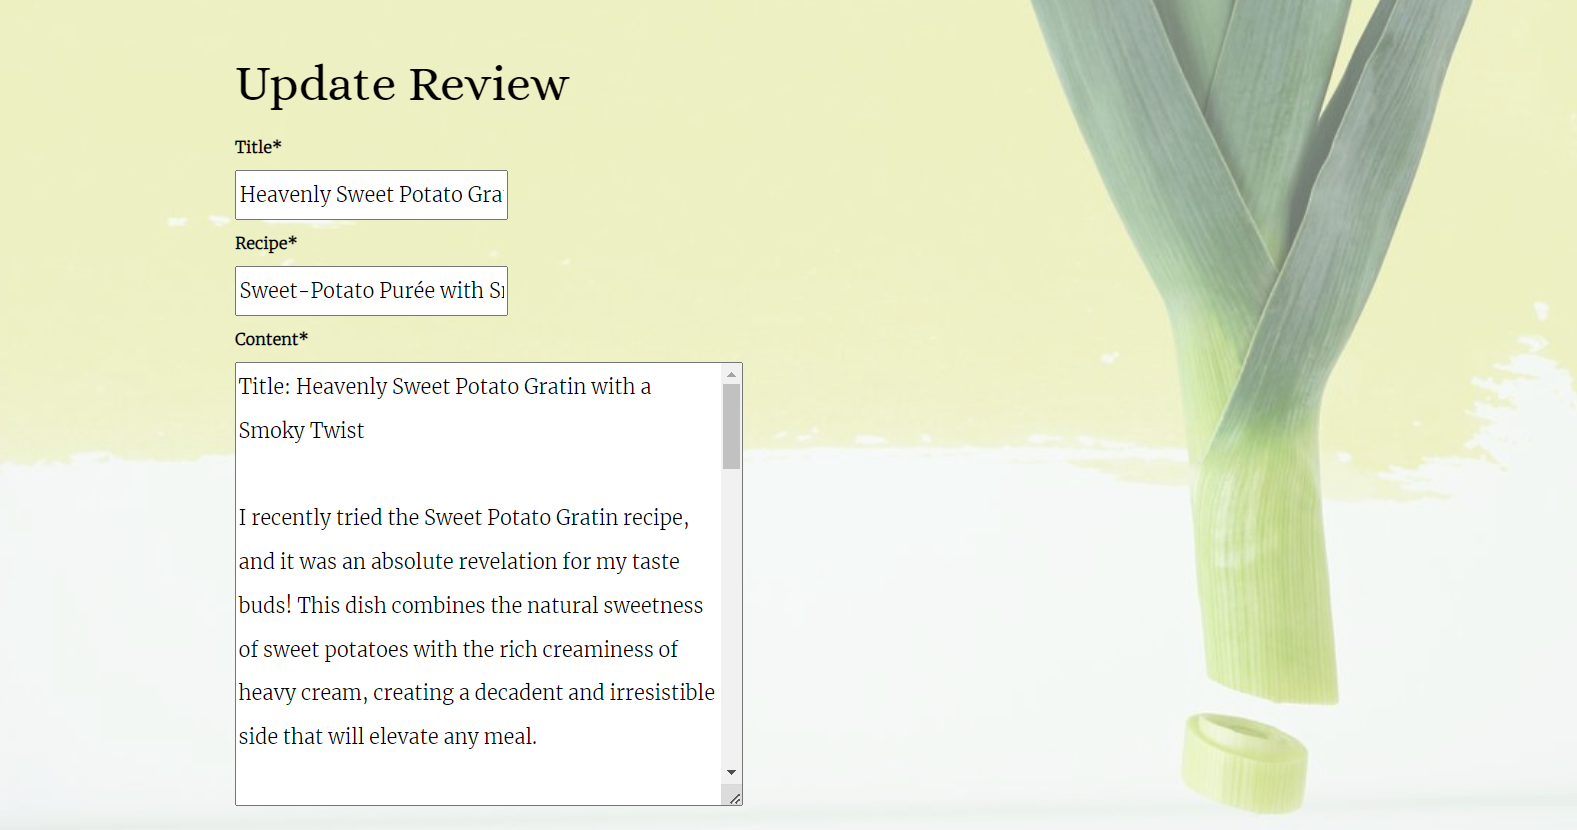 Update Review
Title*
Heavenly Sweet Potato Gra
Recipe*
Sweet-Potato Purée with
Content*
Title: Heavenly Sweet Potato Gratin with a
Smoky Twist
I recently tried the Sweet Potato Gratin recipe,
and it was an absolute revelation for my taste
buds! This dish combines the natural sweetness
of sweet potatoes with the rich creaminess of
heavy cream, creating a decadent and irresistible
side that will elevate any meal.